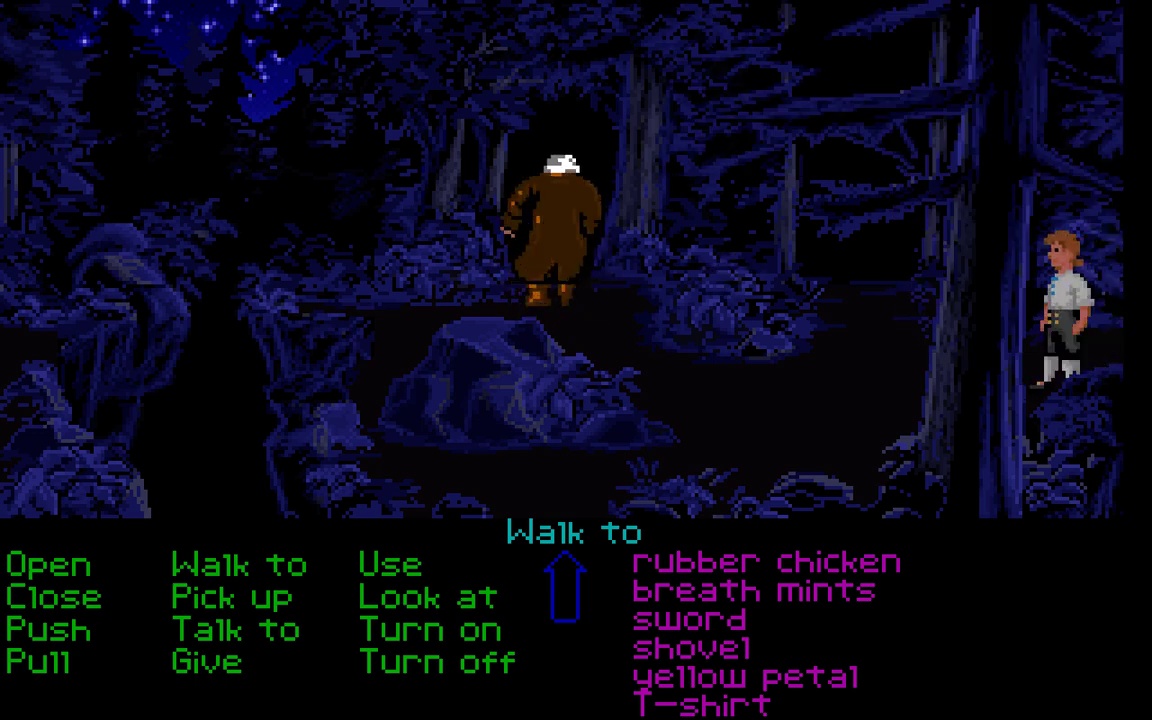 Walk to
Open Walk to Use
Close Pick up Look at
Push Talk to Turn on
Pull Give Turn off
rubber chicken
breath mints
sword
shovel
yellow petal
T-shirt